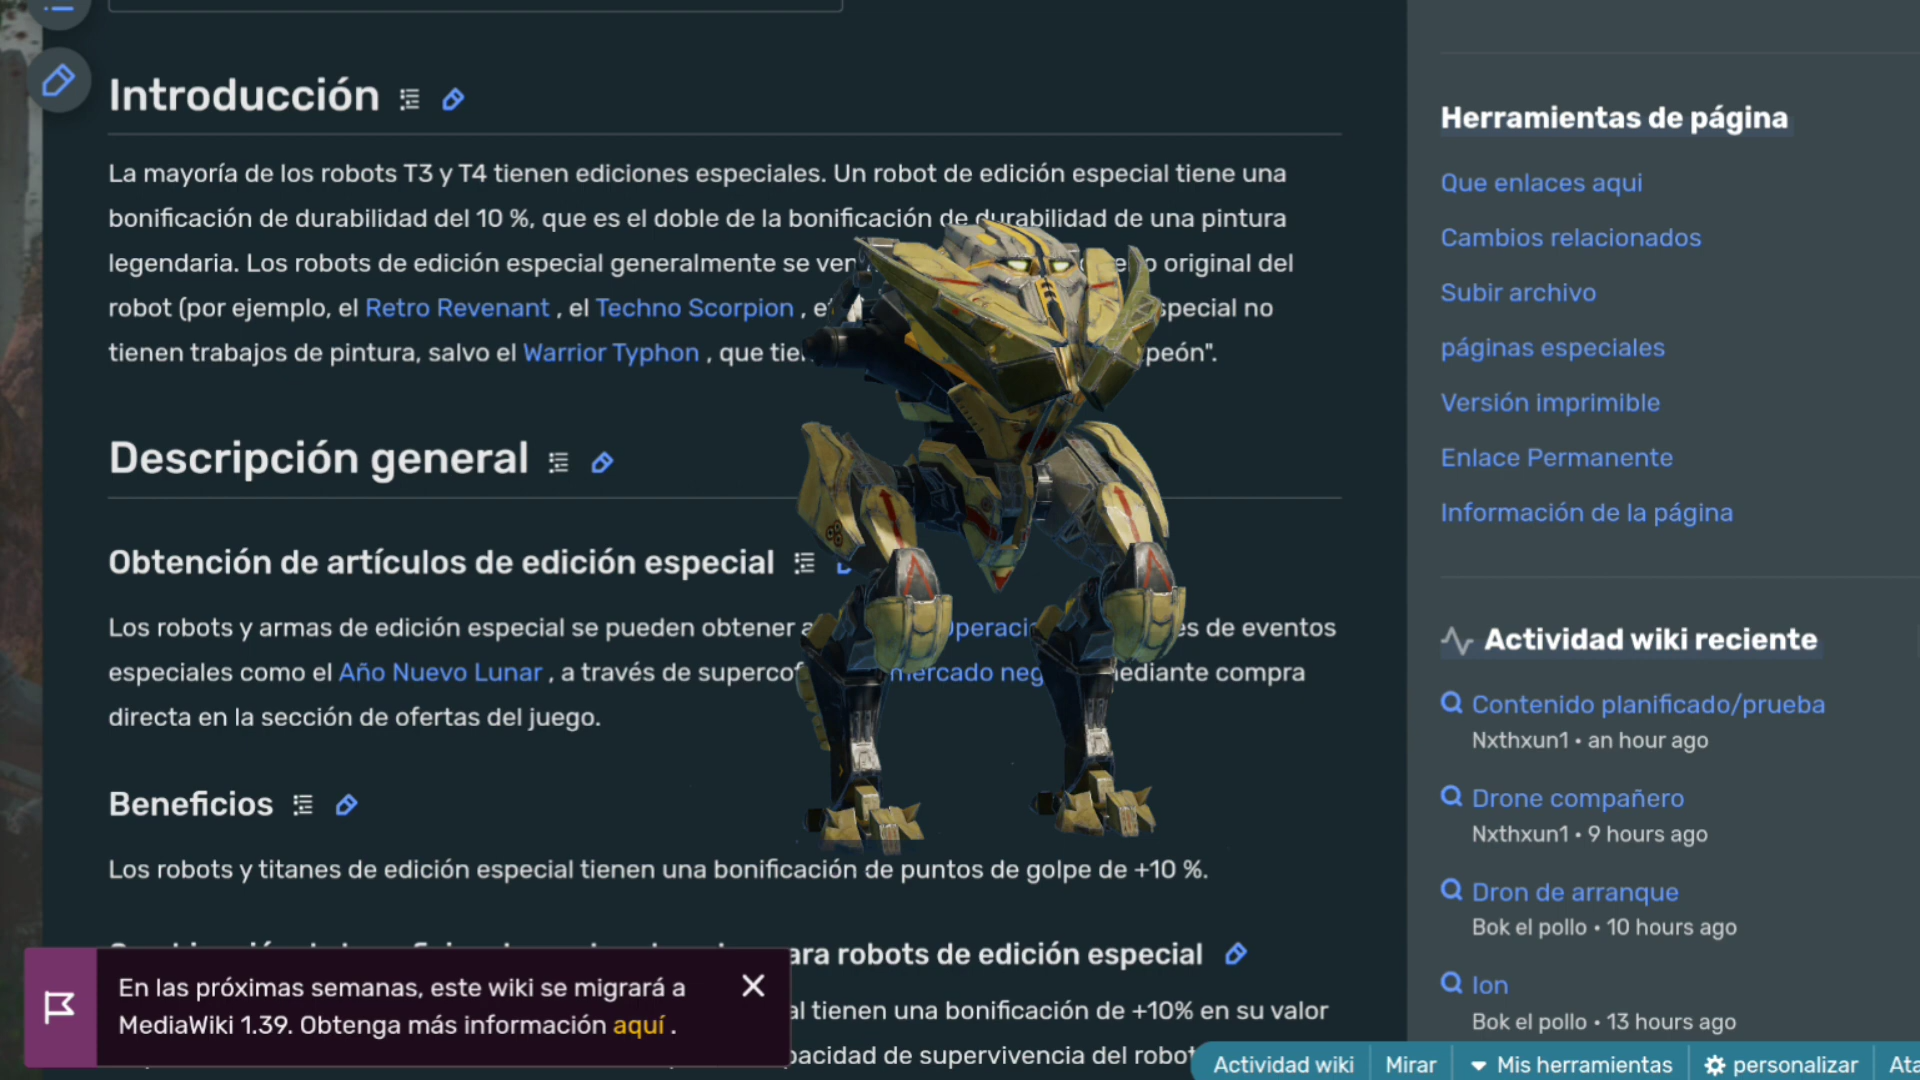 Introducción
La mayoría de los robots T3 y T4 tienen ediciones especiales. Un robot de edición especial tiene una
bonificación de durabilidad del 10 %, que es el doble de la bonificación de durabilidad de una pintura
legendaria. Los robots de edición especial generalmente se ven original del
robot (por ejemplo, el Retro Revenant , el Techno Scorpion , special no
tienen trabajos de pintura, salvo el Warrior Typhon , que peón".
Descripción general
Obtención de artículos de edición especial
Los robots y armas de edición especial se pueden obtener de eventos
especiales como el Año Nuevo Lunar , a través de mercado neg mediante compra
directa en la sección de ofertas del juego.
Beneficios
Los robots y titanes de edición especial tienen una bonificación de puntos de golpe de +10 %.
para robots de edición especial
al tienen una bonificación de +10% en su valor
pacidad de supervivencia del robot
En las próximas semanas, este wiki se migrará a
MediaWiki 1.39. Obtenga más información aquí .
Herramientas de página
Que enlaces aqui
Cambios relacionados
Subir archivo
páginas especiales
Versión imprimible
Enlace Permanente
Información de la página
Actividad wiki reciente
Contenido planificado/prueba
Nxthxun1 • an hour ago
Drone compañero
Nxthxun1 • 9 hours ago
Dron de arranque
Bok el pollo • 10 hours ago
Ion
Bok el pollo • 13 hours ago
Actividad wiki Mirar Mis herramientas personalizar Ata